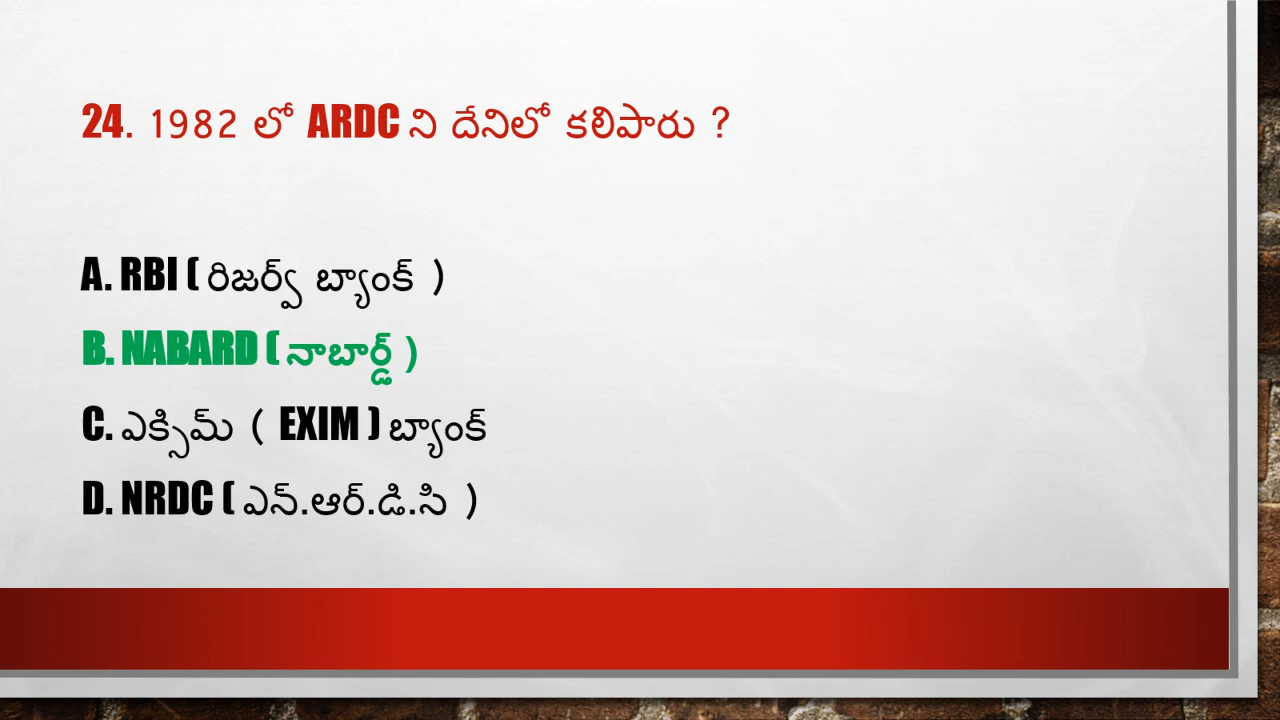 24. 1982 లో ARDC ని దేనిలో కలిపారు ?
A. RBI ( రిజర్వ్ బ్యాంక్ )
B. NABARD ( నాబార్డ్ )
C. ఎక్సిమ్ ( EXIM ) బ్యాంక్
D. NRDC ( ఎన్.ఆర్.డి.సి )